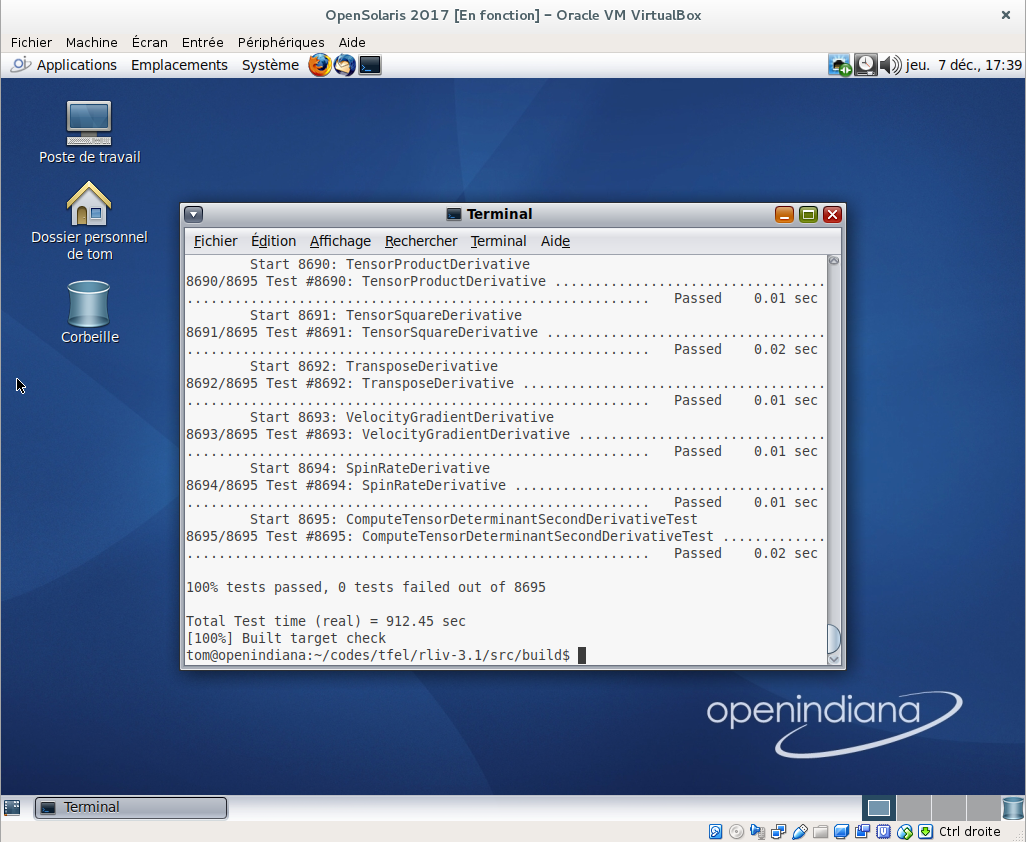 OpenSolaris 2017 [En fonction] – Oracle VM VirtualBox
Fichier Machine Écran Entrée Périphériques Aide
Applications Emplacements Système jeu. 7 déc., 17:39
Poste de travail
Dossier personnel
de tom
Corbeille
Terminal
Fichier Édition Affichage Rechercher Terminal Aide
Start 8690: TensorProductDerivative
8690/8695 Test #8690: TensorProductDerivative ..................................
.......................................................... Passed 0.01 sec
Start 8691: TensorSquareDerivative
8691/8695 Test #8691: TensorSquareDerivative ...................................
.......................................................... Passed 0.02 sec
Start 8692: TransposeDerivative
8692/8695 Test #8692: TransposeDerivative ......................................
.......................................................... Passed 0.01 sec
Start 8693: VelocityGradientDerivative
8693/8695 Test #8693: VelocityGradientDerivative ...............................
.......................................................... Passed 0.01 sec
Start 8694: SpinRateDerivative
8694/8695 Test #8694: SpinRateDerivative .......................................
.......................................................... Passed 0.01 sec
Start 8695: ComputeTensorDeterminantSecondDerivativeTest
8695/8695 Test #8695: ComputeTensorDeterminantSecondDerivativeTest .............
.......................................................... Passed 0.02 sec
100% tests passed, 0 tests failed out of 8695
Total Test time (real) = 912.45 sec
[100%] Built target check
tom@openindiana:~/codes/tfel/rliv-3.1/src/build$
openindiana
Terminal
Ctrl droite